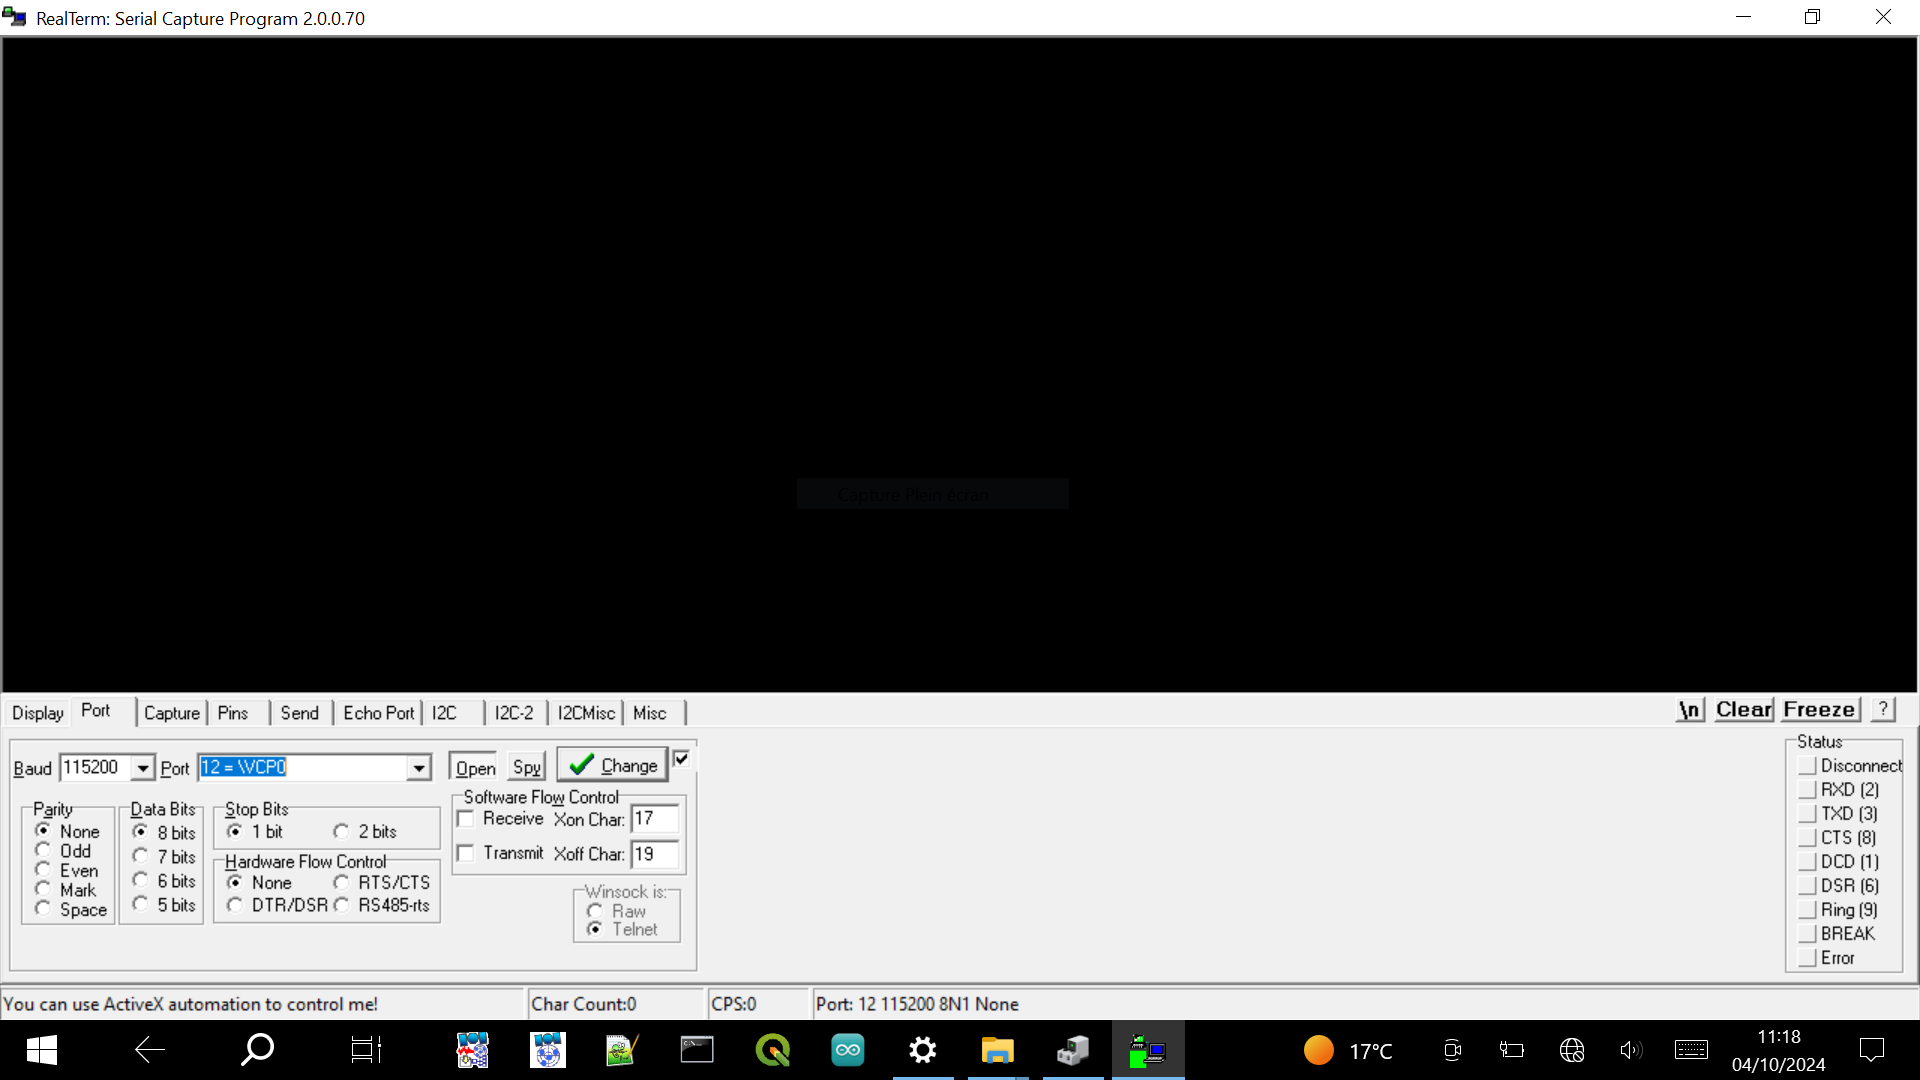 RealTerm: Serial Capture Program 2.0.0.70
Capture Plein écran
Display Port Capture Pins Send Echo Port I2C I2C-2 I2CMisc Misc \n Clear Freeze ?
Baud 115200 Port 12 = \VCP0 Open Spy Change
Parity
None
Odd
Even
Mark
Space
Data Bits
8 bits
7 bits
6 bits
5 bits
Stop Bits
1 bit 2 bits
Hardware Flow Control
None RTS/CTS
DTR/DSR RS485-rts
Software Flow Control
Receive Xon Char: 17
Transmit Xoff Char: 19
Winsock is:
Raw
Telnet
Status
Disconnect
RXD (2)
TXD (3)
CTS (8)
DCD (1)
DSR (6)
Ring (9)
BREAK
Error
You can use ActiveX automation to control me! Char Count:0 CPS:0 Port: 12 115200 8N1 None
17°C
11:18
04/10/2024